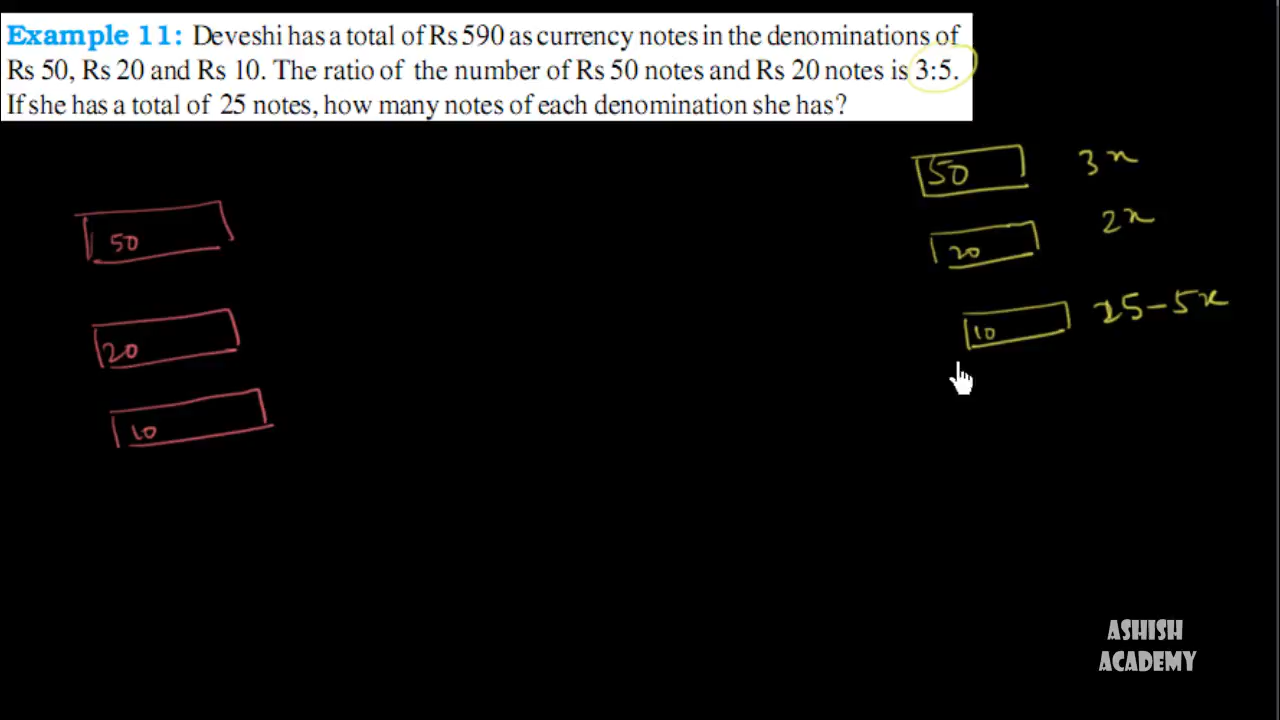 Example 11: Deveshi has a total of Rs 590 as currency notes in the denominations of
Rs 50, Rs 20 and Rs 10. The ratio of the number of Rs 50 notes and Rs 20 notes is 3:5.
If she has a total of 25 notes, how many notes of each denomination she has?
50 3x
20 2x
10 25-5x
50
20
10
ASHISH
ACADEMY